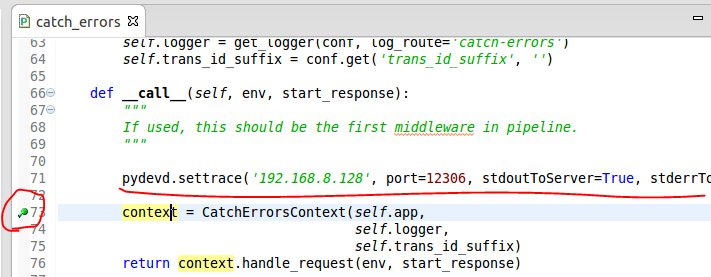 catch_errors
63 self.logger = get_logger(conf, log_route='catch-errors')
64 self.trans_id_suffix = conf.get('trans_id_suffix', '')
65
66 def __call__(self, env, start_response):
67 """
68 If used, this should be the first middleware in pipeline.
69 """
70
71 pydevd.settrace('192.168.8.128', port=12306, stdoutToServer=True, stderrTo
72
73 context = CatchErrorsContext(self.app,
74 self.logger,
75 self.trans_id_suffix)
76 return context.handle_request(env, start_response)